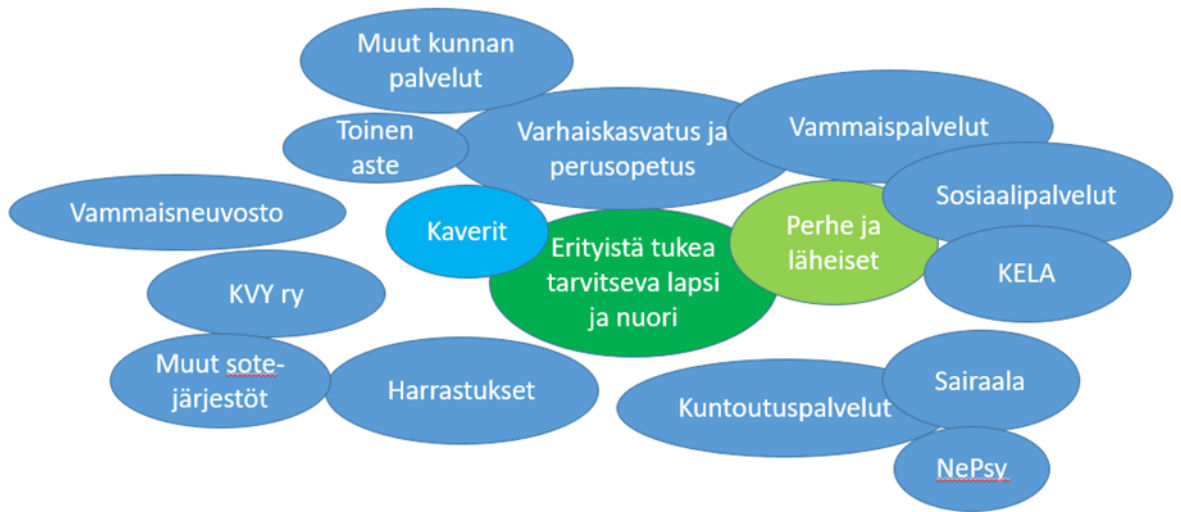 Muut kunnan
palvelut
Toinen
aste
Varhaiskasvatus ja
perusopetus
Vammaispalvelut
Sosiaalipalvelut
Vammaisneuvosto
Kaverit
Erityistä tukea
tarvitseva lapsi
ja nuori
Perhe ja
läheiset
KELA
KVY ry
Muut sote-
järjestöt
Harrastukset
Kuntoutuspalvelut
Sairaala
NePsy